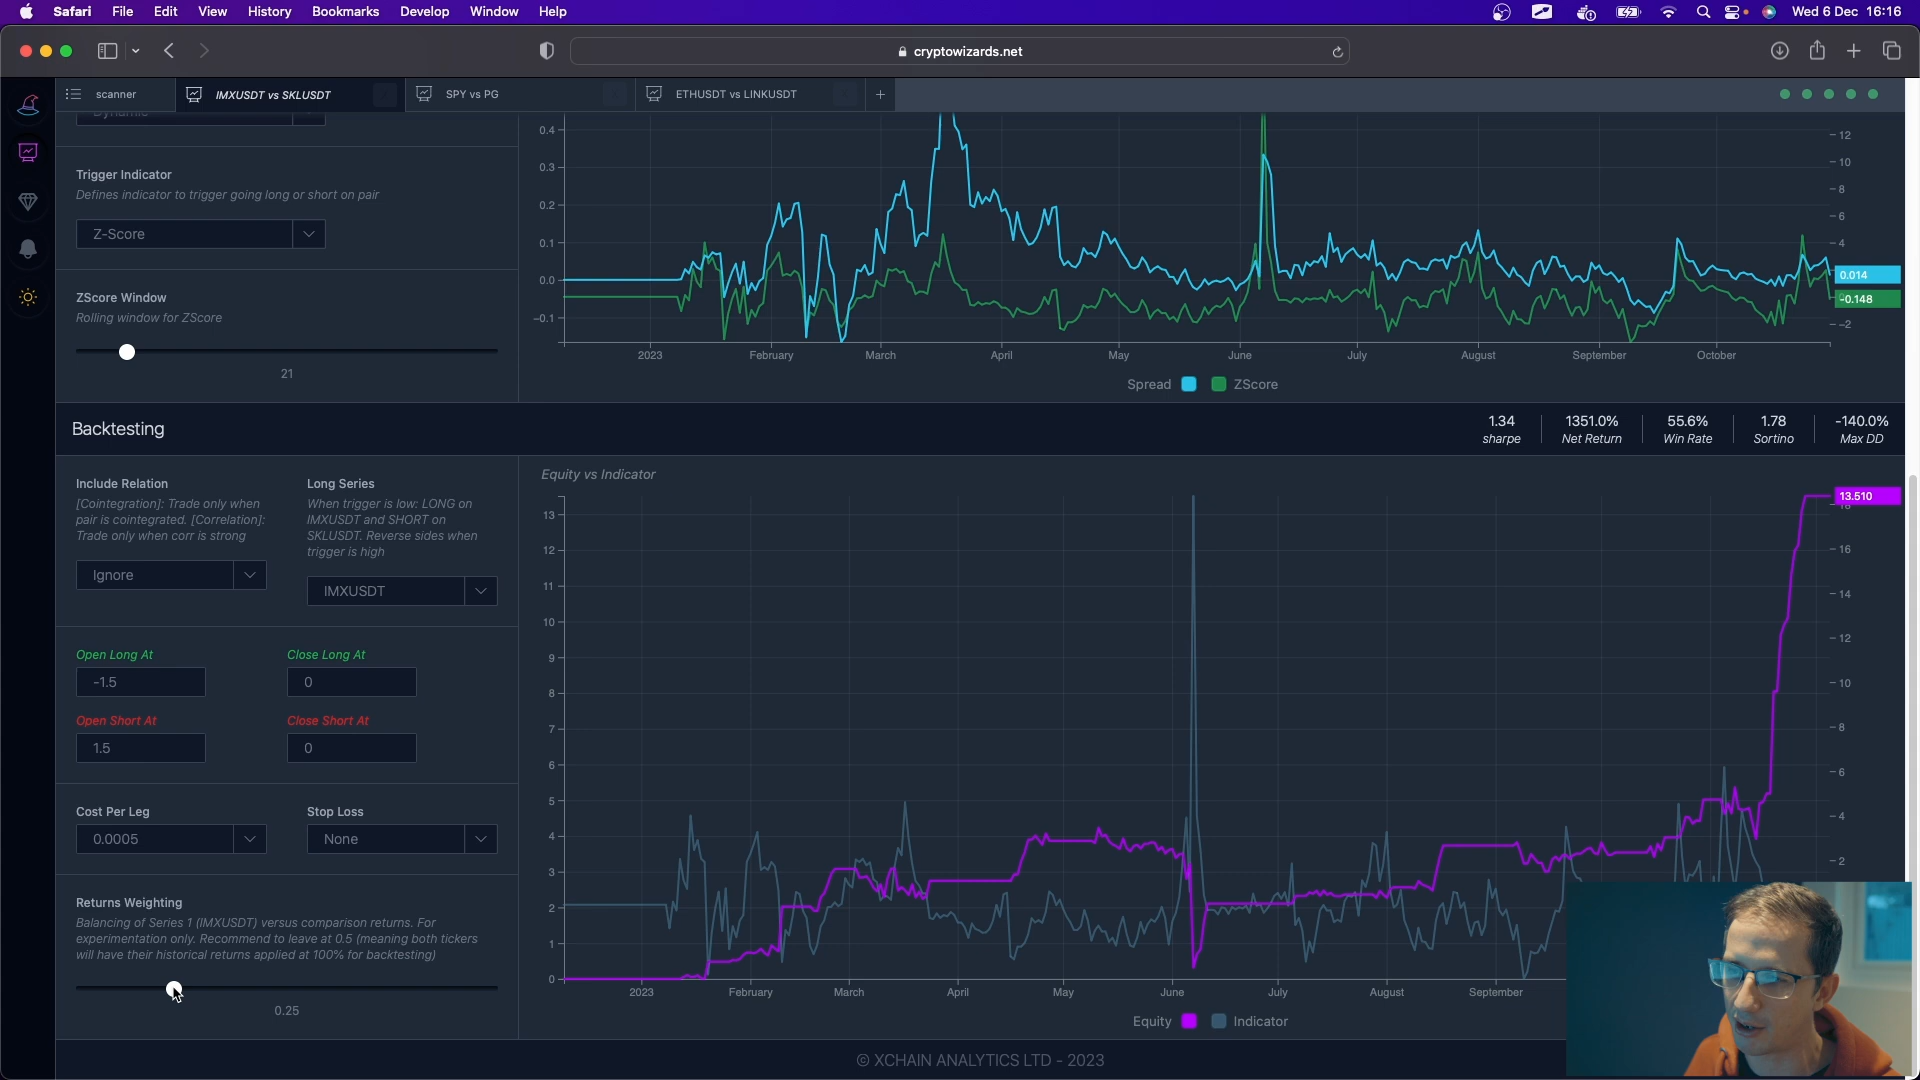 Safari File Edit View History Bookmarks Develop Window Help Wed 6 Dec 16:16
cryptowizards.net
scanner IMXUSDT vs SKLUSDT SPY vs PG ETHUSDT vs LINKUSDT +
Dynamic
Trigger Indicator
Defines indicator to trigger going long or short on pair
Z-Score
ZScore Window
Rolling window for ZScore
21
0.4
0.3
0.2
0.1
0.0
-0.1
12
10
8
6
4
0.014
-0.148
-2
2023 February March April May June July August September October
Spread ZScore
Backtesting
1.34 1351.0% 55.6% 1.78 -140.0%
sharpe Net Return Win Rate Sortino Max DD
Include Relation
[Cointegration]: Trade only when
pair is cointegrated. [Correlation]:
Trade only when corr is strong
Ignore
Long Series
When trigger is low: LONG on
IMXUSDT and SHORT on
SKLUSDT. Reverse sides when
trigger is high
IMXUSDT
Open Long At Close Long At
-1.5 0
Open Short At Close Short At
1.5 0
Cost Per Leg Stop Loss
0.0005 None
Returns Weighting
Balancing of Series 1 (IMXUSDT) versus comparison returns. For
experimentation only. Recommend to leave at 0.5 (meaning both tickers
will have their historical returns applied at 100% for backtesting)
0.25
Equity vs Indicator
13
12
11
10
9
8
7
6
5
4
3
2
1
0
13.510
18
16
14
12
10
8
6
4
2
2023 February March April May June July August September
Equity Indicator
© XCHAIN ANALYTICS LTD - 2023